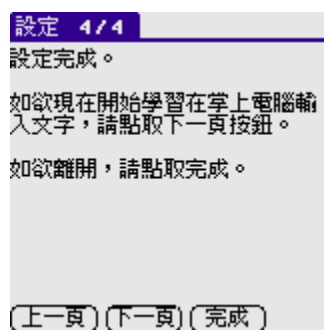 設定 4/4
設定完成。
如欲現在開始學習在掌上電腦輸
入文字，請點取下一頁按鈕。
如欲離開，請點取完成。
上一頁 下一頁 完成